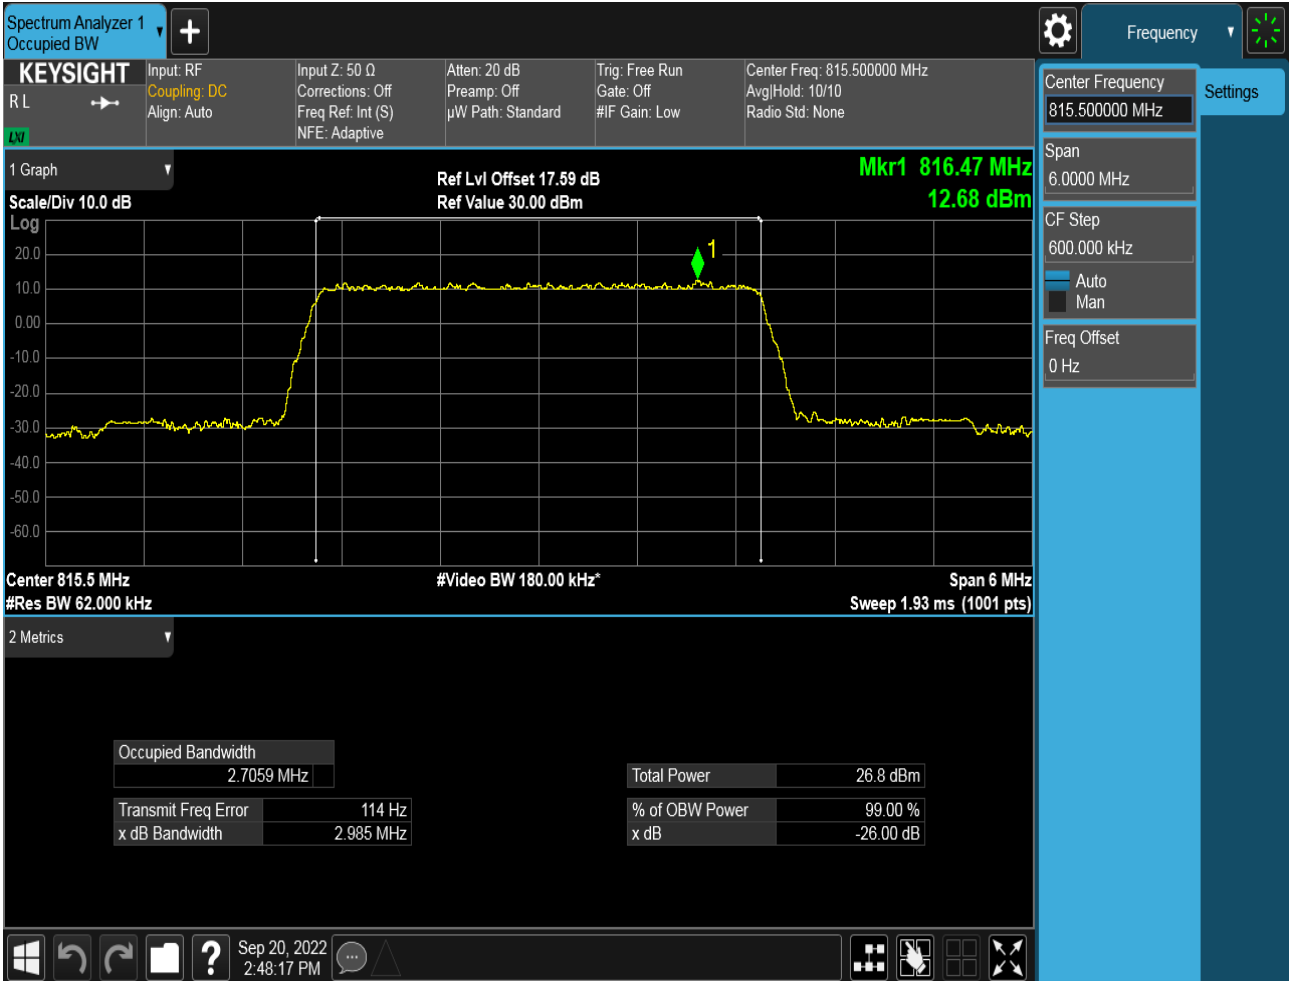 Spectrum Analyzer 1
Occupied BW
Frequency
KEYSIGHT
R L
LXI
Input: RF
Coupling: DC
Align: Auto
Input Z: 50 Ω
Corrections: Off
Freq Ref: Int (S)
NFE: Adaptive
Atten: 20 dB
Preamp: Off
µW Path: Standard
Trig: Free Run
Gate: Off
#IF Gain: Low
Center Freq: 815.500000 MHz
Avg|Hold: 10/10
Radio Std: None
Center Frequency
815.500000 MHz
Settings
Span
6.0000 MHz
CF Step
600.000 kHz
Auto
Man
Freq Offset
0 Hz
1 Graph
Scale/Div 10.0 dB
Ref Lvl Offset 17.59 dB
Ref Value 30.00 dBm
Mkr1 816.47 MHz
12.68 dBm
Log
20.0
10.0
0.00
-10.0
-20.0
-30.0
-40.0
-50.0
-60.0
1
Center 815.5 MHz
#Video BW 180.00 kHz*
Span 6 MHz
#Res BW 62.000 kHz
Sweep 1.93 ms (1001 pts)
2 Metrics
Occupied Bandwidth
2.7059 MHz
Total Power 26.8 dBm
Transmit Freq Error 114 Hz
% of OBW Power 99.00 %
x dB Bandwidth 2.985 MHz
x dB -26.00 dB
Sep 20, 2022
2:48:17 PM